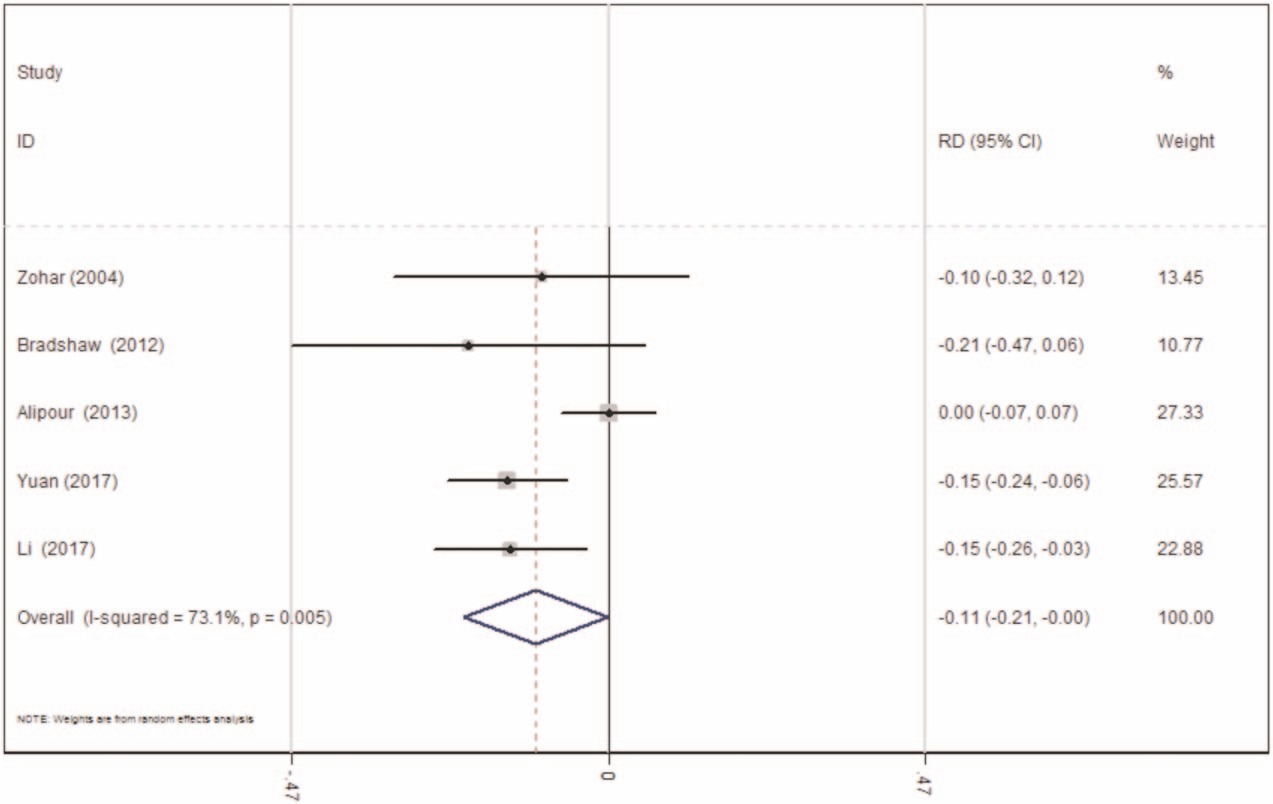 Study %
ID RD (95% CI) Weight
Zohar (2004) -0.10 (-0.32, 0.12) 13.45
Bradshaw (2012) -0.21 (-0.47, 0.06) 10.77
Alipour (2013) 0.00 (-0.07, 0.07) 27.33
Yuan (2017) -0.15 (-0.24, -0.06) 25.57
Li (2017) -0.15 (-0.26, -0.03) 22.88
Overall (I-squared = 73.1%, p = 0.005) -0.11 (-0.21, -0.00) 100.00
NOTE: Weights are from random effects analysis
-.47 0 .47